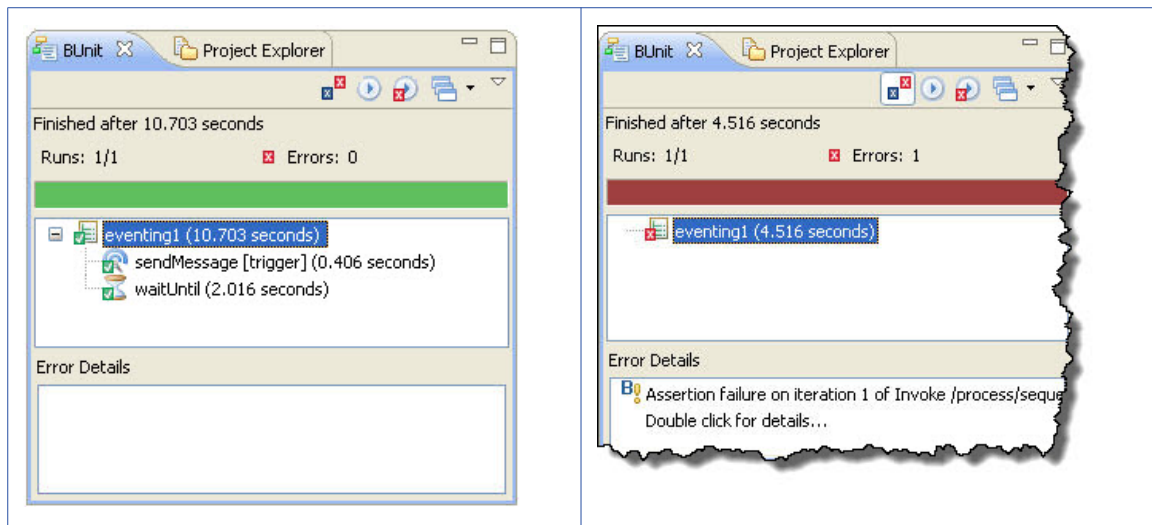 BUnit
Project Explorer
Finished after 10.703 seconds
Runs: 1/1
Errors: 0
eventing1 (10.703 seconds)
sendMessage [trigger] (0.406 seconds)
waitUntil (2.016 seconds)
Error Details
BUnit
Project Explorer
Finished after 4.516 seconds
Runs: 1/1
Errors: 1
eventing1 (4.516 seconds)
Error Details
Assertion failure on iteration 1 of Invoke /process/seque
Double click for details...